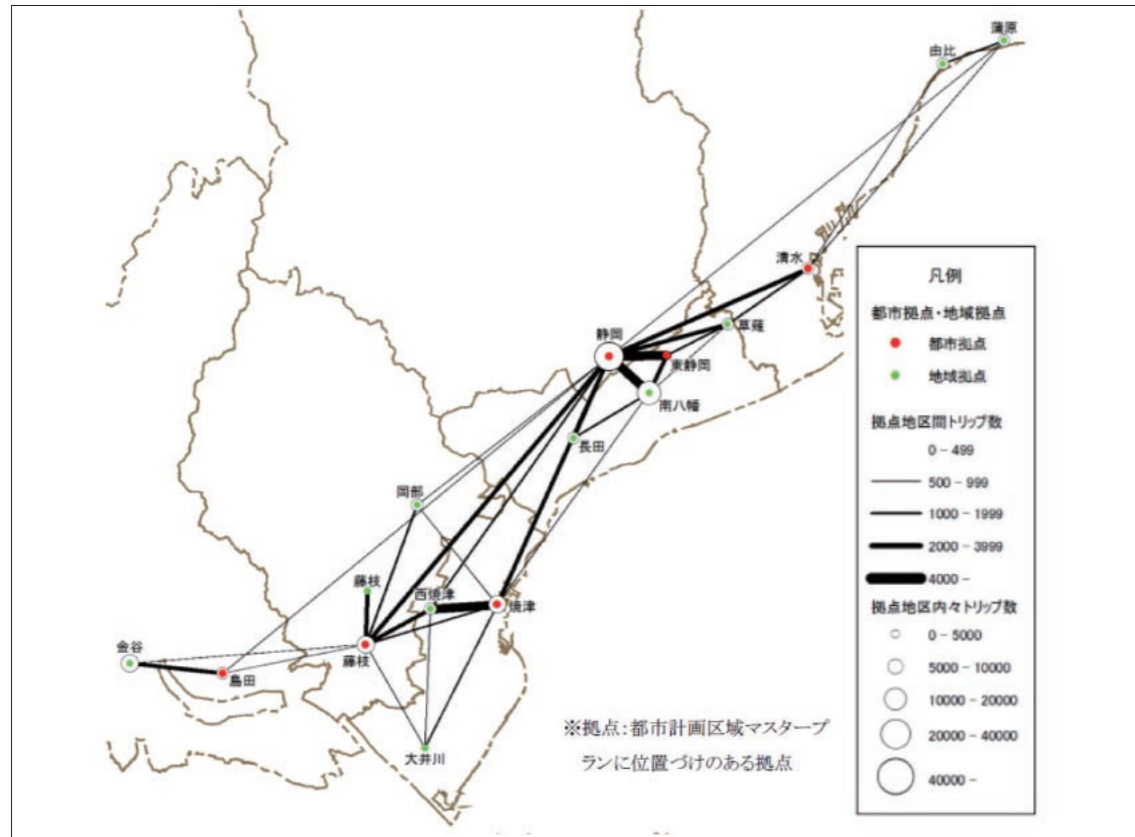 蒲原
由比
清水
草薙
静岡
東静岡
南八幡
長田
岡部
藤枝
西焼津
焼津
金谷
藤枝
島田
大井川
※拠点:都市計画区域マスタープ
ランに位置づけのある拠点
凡例
都市拠点・地域拠点
都市拠点
地域拠点
拠点地区間トリップ数
0 - 499
500 - 999
1000 - 1999
2000 - 3999
4000 -
拠点地区内々トリップ数
0 - 5000
5000 - 10000
10000 - 20000
20000 - 40000
40000 -